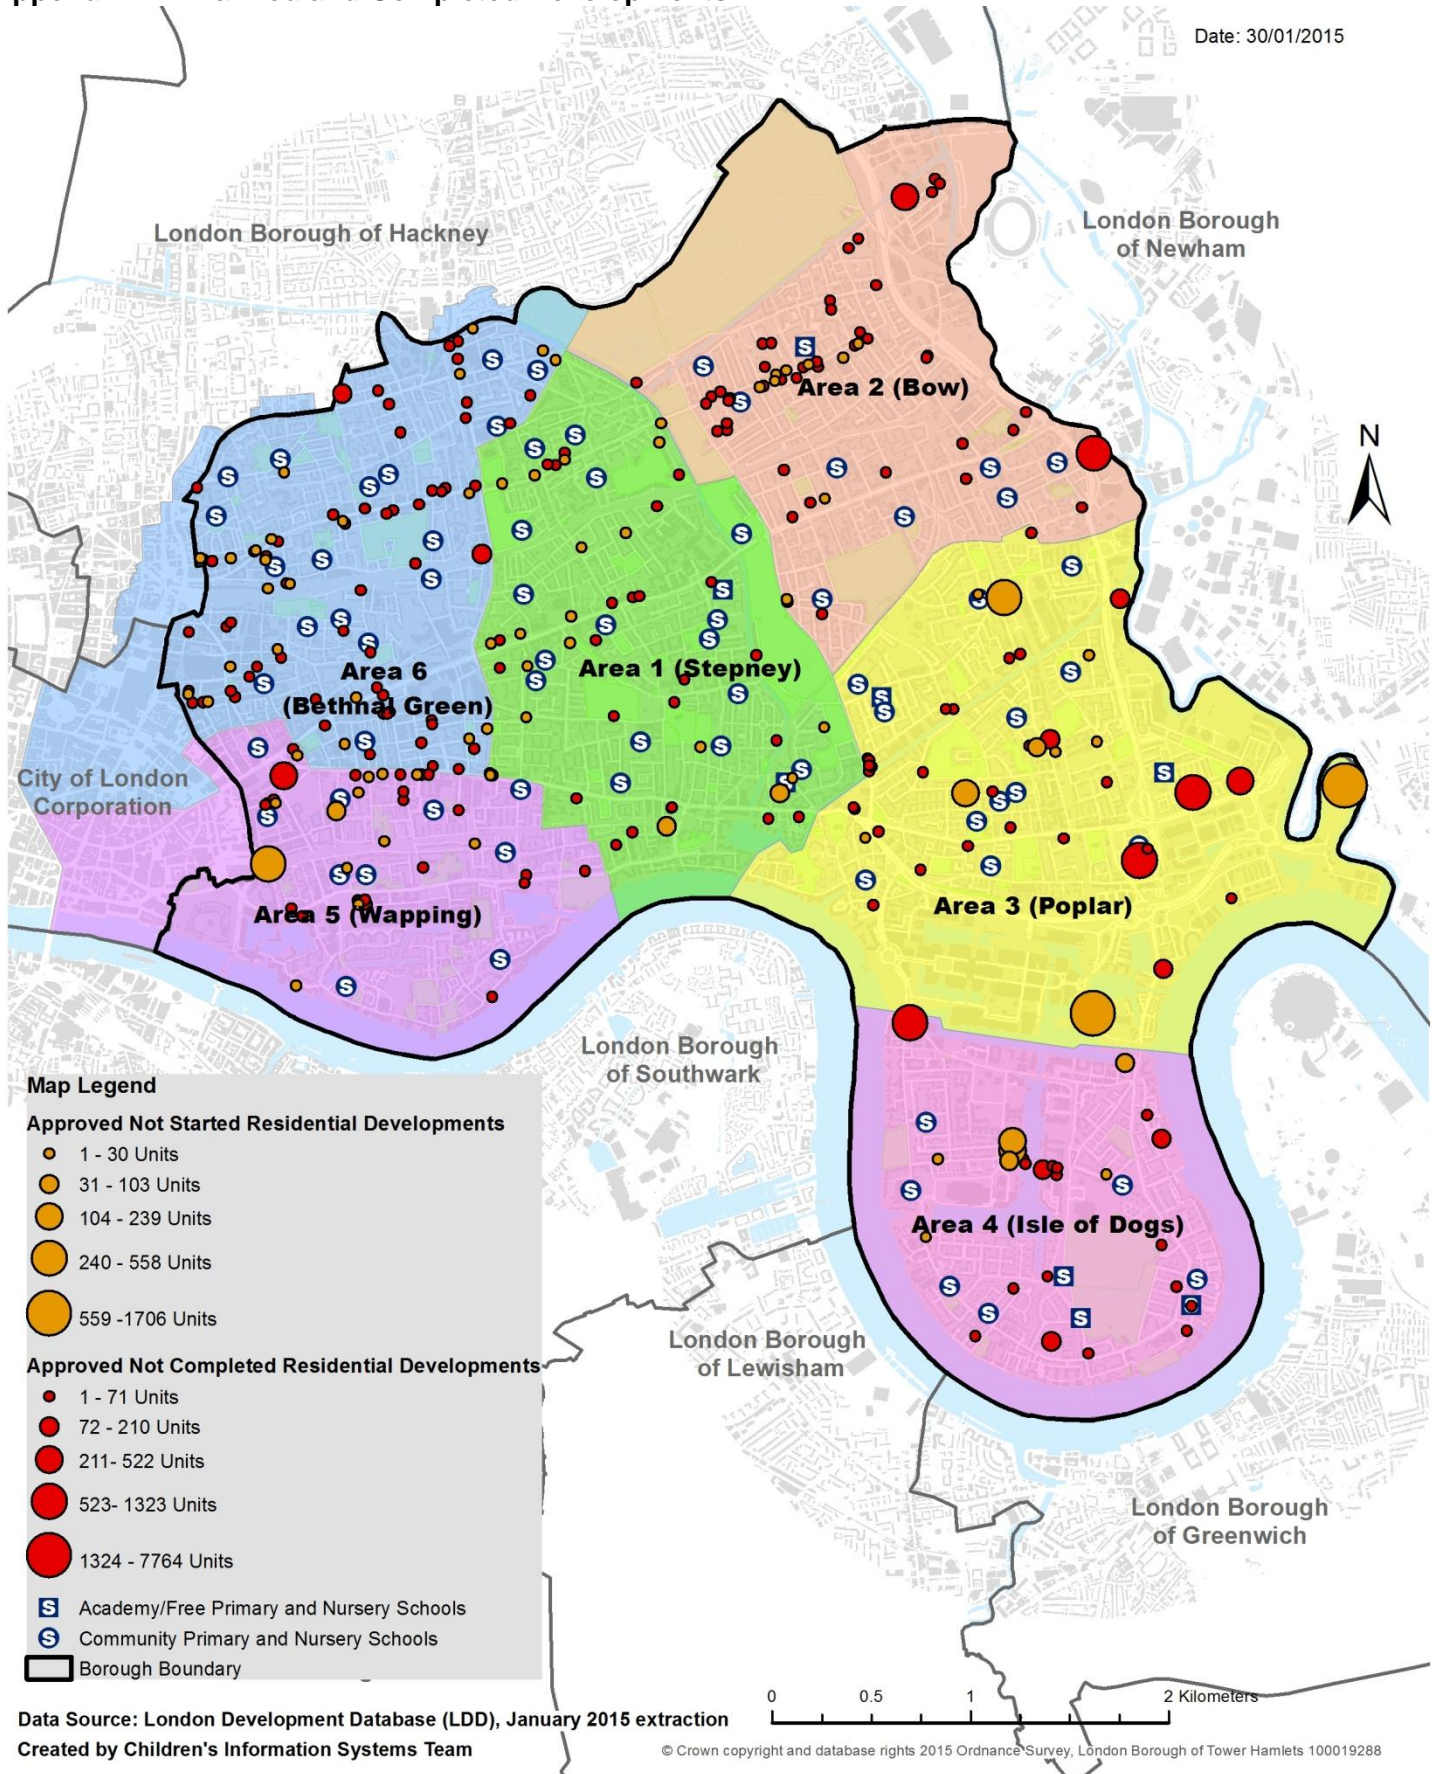 Date: 30/01/2015
London Borough of Hackney
London Borough
of Newham
Area 2 (Bow)
N
Area 6
(Bethnal Green)
Area 1 (Stepney)
City of London
Corporation
Area 5 (Wapping)
Area 3 (Poplar)
London Borough
of Southwark
Area 4 (Isle of Dogs)
London Borough
of Lewisham
London Borough
of Greenwich
Map Legend
Approved Not Started Residential Developments
1 - 30 Units
31 - 103 Units
104 - 239 Units
240 - 558 Units
559 -1706 Units
Approved Not Completed Residential Developments
1 - 71 Units
72 - 210 Units
211- 522 Units
523- 1323 Units
1324 - 7764 Units
S Academy/Free Primary and Nursery Schools
S Community Primary and Nursery Schools
Borough Boundary
0 0.5 1 2 Kilometers
Data Source: London Development Database (LDD), January 2015 extraction
Created by Children's Information Systems Team
© Crown copyright and database rights 2015 Ordnance Survey, London Borough of Tower Hamlets 100019288